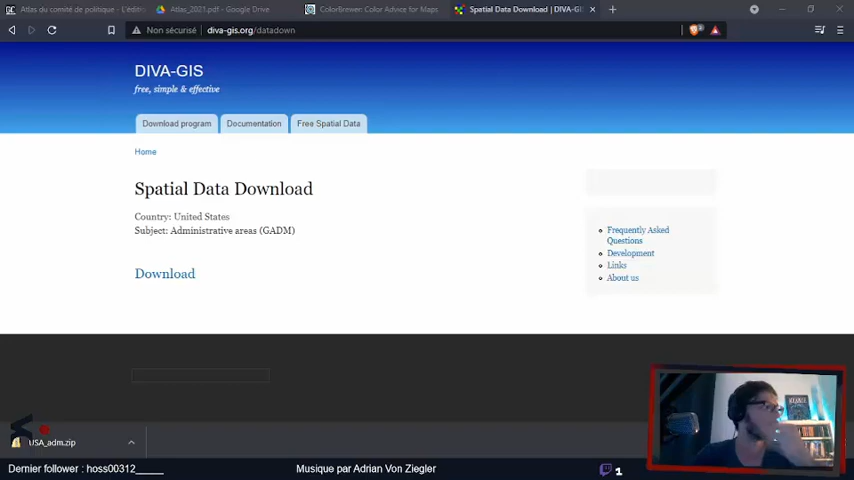 Atlas du comité de politique - L'éditi
Atlas_2021.pdf - Google Drive
ColorBrewer: Color Advice for Maps
Spatial Data Download | DIVA-GI
Non sécurisé
diva-gis.org/datadown
DIVA-GIS
free, simple & effective
Download program
Documentation
Free Spatial Data
Home
Spatial Data Download
Country: United States
Subject: Administrative areas (GADM)
Download
Frequently Asked
Questions
Development
Links
About us
USA_adm.zip
Dernier follower : hoss00312_____
Musique par Adrian Von Ziegler
1